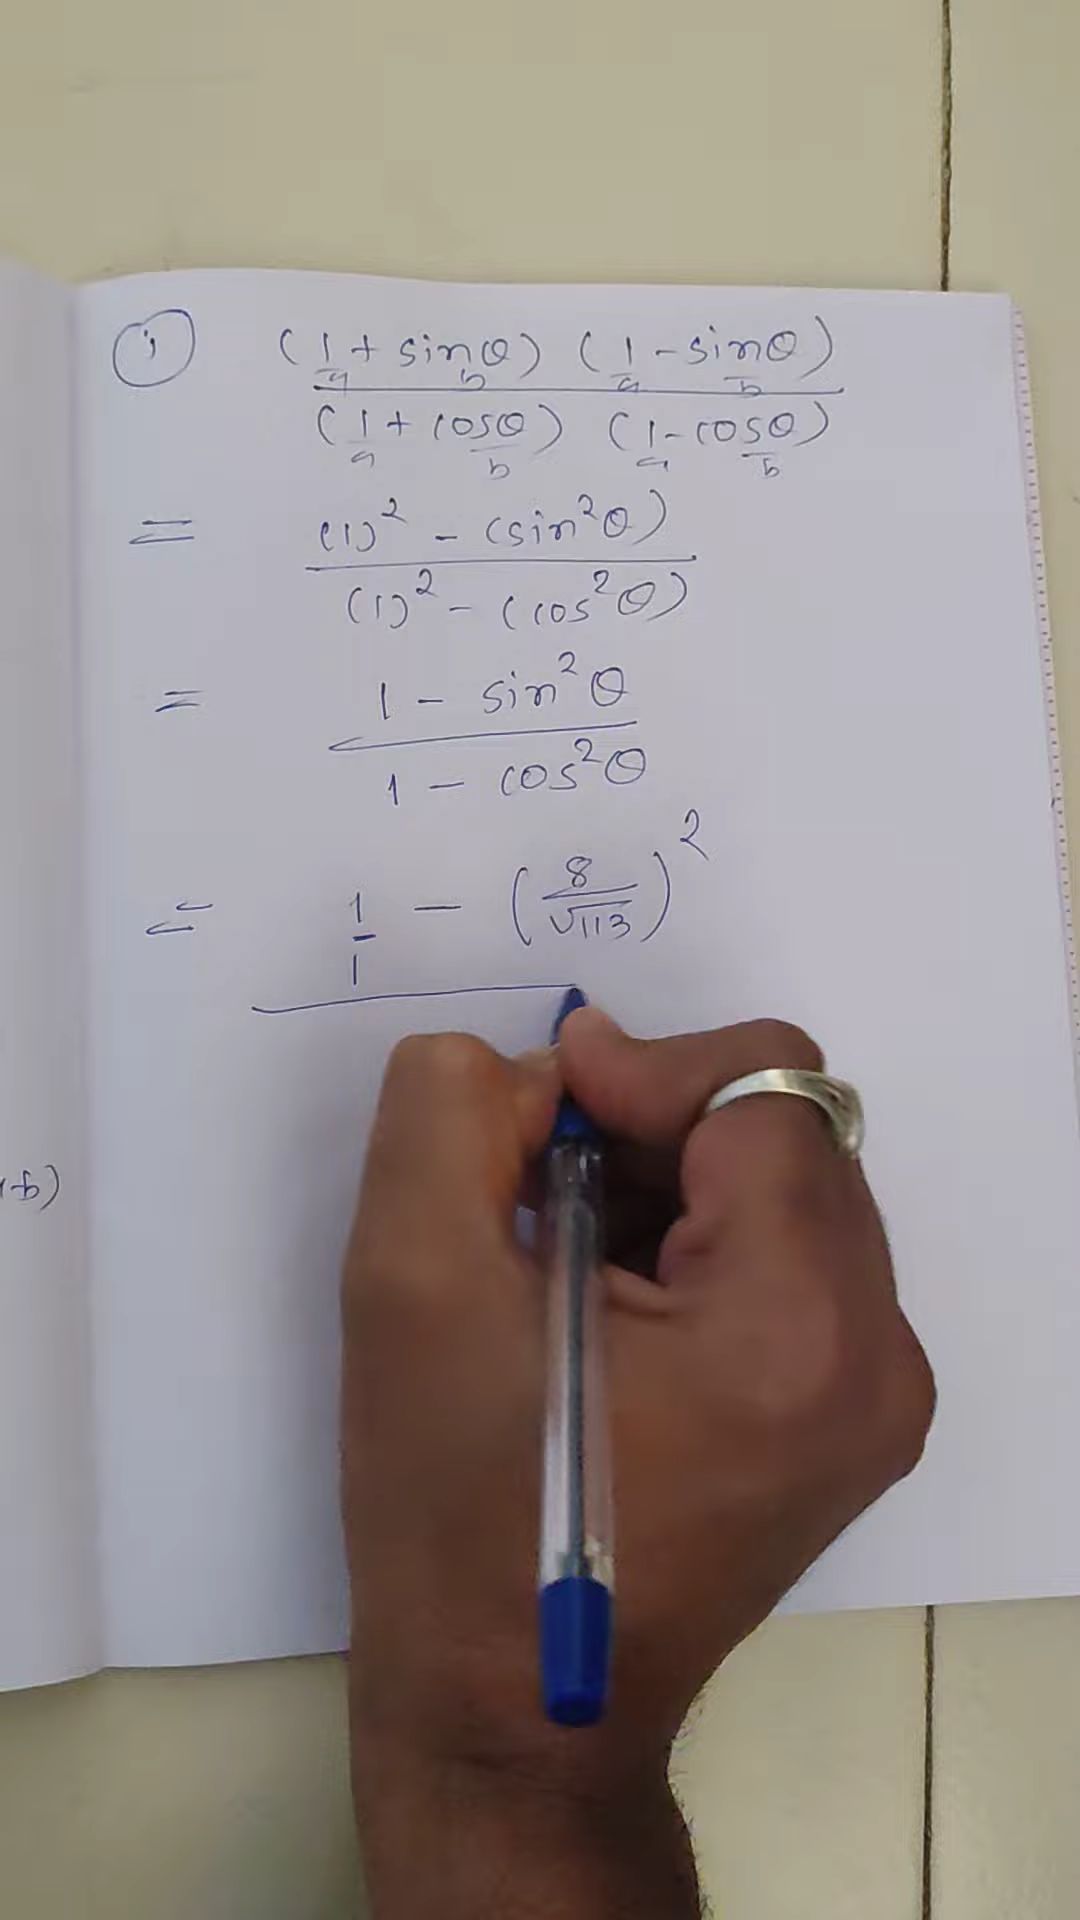 i (1 + sinθ) (1 - sinθ)
a b a b
(1 + cosθ) (1 - cosθ)
a b a b
= (1)² - (sin²θ)
(1)² - (cos²θ)
= 1 - sin²θ
1 - cos²θ
= 1 - (8/√113)²
1
-b)